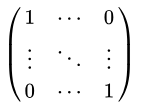 ( 1 ⋯ 0 )
( ⋮ ⋱ ⋮ )
( 0 ⋯ 1 )